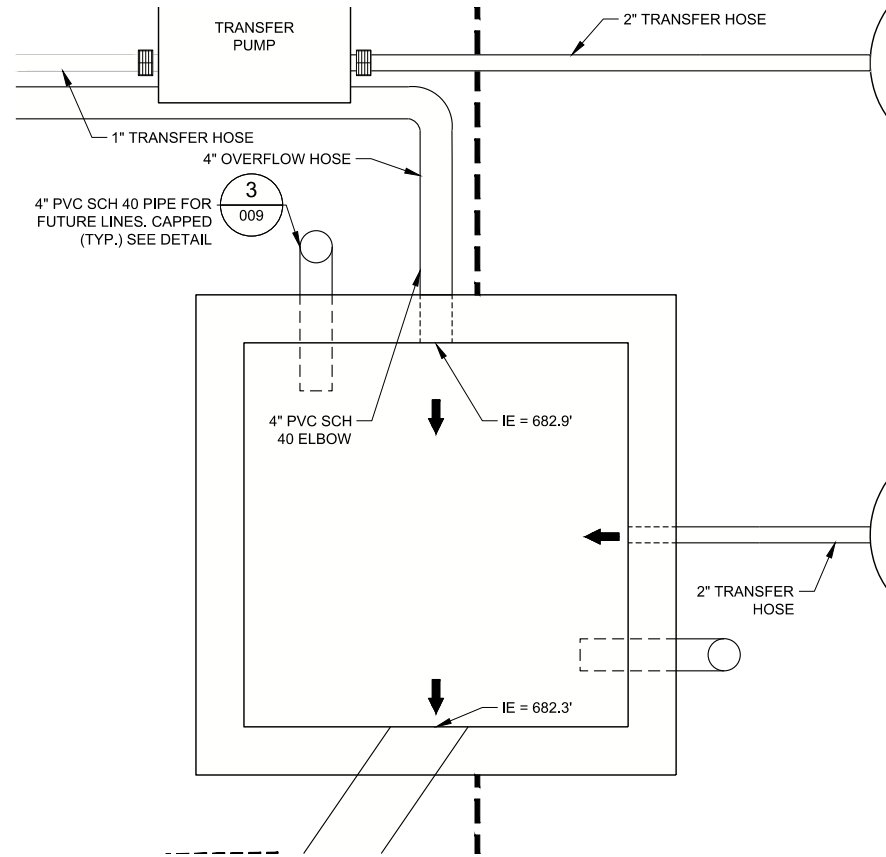 TRANSFER
PUMP
2" TRANSFER HOSE
1" TRANSFER HOSE
4" OVERFLOW HOSE
3
009
4" PVC SCH 40 PIPE FOR
FUTURE LINES. CAPPED
(TYP.) SEE DETAIL
4" PVC SCH
40 ELBOW
IE = 682.9'
2" TRANSFER
HOSE
IE = 682.3'